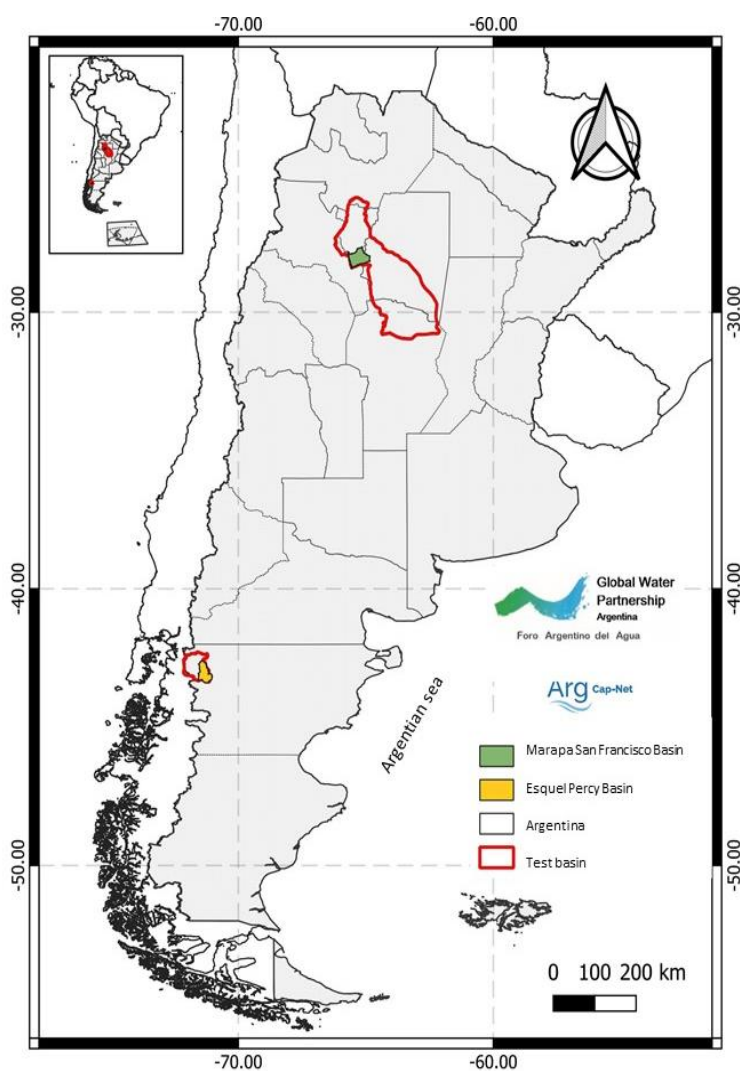 -70.00 -60.00
-30.00 -30.00
-40.00 -40.00
Global Water
Partnership
Argentina
Foro Argentino del Agua
Arg Cap-Net
Argentian sea
Marapa San Francisco Basin
Esquel Percy Basin
Argentina
Test basin
-50.00 -50.00
0 100 200 km
-70.00 -60.00